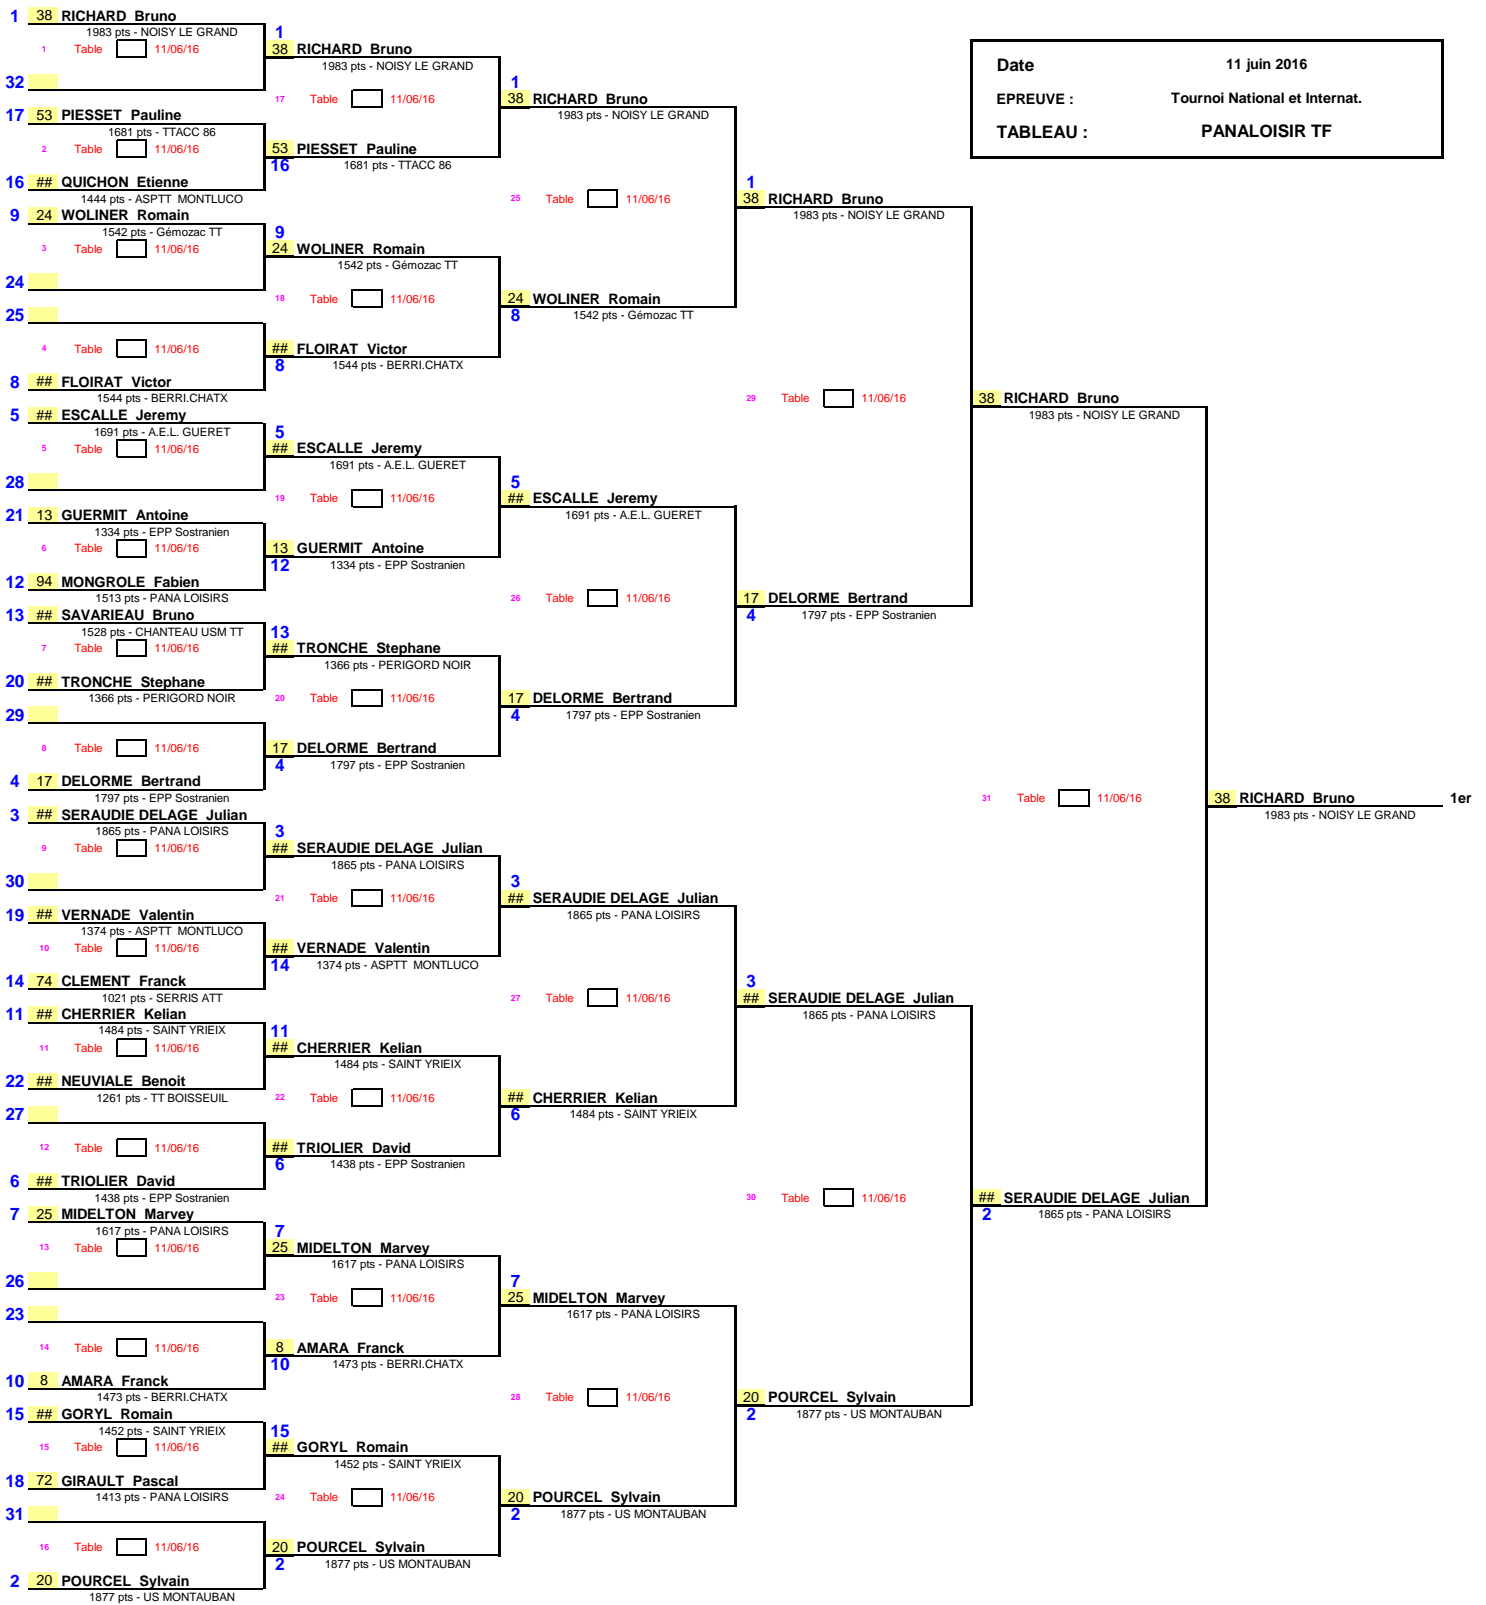 Date 11 juin 2016
EPREUVE : Tournoi National et Internat.
TABLEAU : PANALOISIR TF
1 38 RICHARD Bruno
1983 pts - NOISY LE GRAND
1 Table 11/06/16
32
17 53 PIESSET Pauline
1681 pts - TTACC 86
2 Table 11/06/16
16 ## QUICHON Etienne
1444 pts - ASPTT MONTLUCO
9 24 WOLINER Romain
1542 pts - Gémozac TT
3 Table 11/06/16
24
25
4 Table 11/06/16
8 ## FLOIRAT Victor
1544 pts - BERRI.CHATX
5 ## ESCALLE Jeremy
1691 pts - A.E.L. GUERET
5 Table 11/06/16
28
21 13 GUERMIT Antoine
1334 pts - EPP Sostranien
6 Table 11/06/16
12 94 MONGROLE Fabien
1513 pts - PANA LOISIRS
13 ## SAVARIEAU Bruno
1528 pts - CHANTEAU USM TT
7 Table 11/06/16
20 ## TRONCHE Stephane
1366 pts - PERIGORD NOIR
29
8 Table 11/06/16
4 17 DELORME Bertrand
1797 pts - EPP Sostranien
3 ## SERAUDIE DELAGE Julian
1865 pts - PANA LOISIRS
9 Table 11/06/16
30
19 ## VERNADE Valentin
1374 pts - ASPTT MONTLUCO
10 Table 11/06/16
14 74 CLEMENT Franck
1021 pts - SERRIS ATT
11 ## CHERRIER Kelian
1484 pts - SAINT YRIEIX
11 Table 11/06/16
22 ## NEUVIALE Benoit
1261 pts - TT BOISSEUIL
27
12 Table 11/06/16
6 ## TRIOLIER David
1438 pts - EPP Sostranien
7 25 MIDELTON Marvey
1617 pts - PANA LOISIRS
13 Table 11/06/16
26
23
14 Table 11/06/16
10 8 AMARA Franck
1473 pts - BERRI.CHATX
15 ## GORYL Romain
1452 pts - SAINT YRIEIX
15 Table 11/06/16
18 72 GIRAULT Pascal
1413 pts - PANA LOISIRS
31
16 Table 11/06/16
2 20 POURCEL Sylvain
1877 pts - US MONTAUBAN
1
38 RICHARD Bruno
1983 pts - NOISY LE GRAND
17 Table 11/06/16
53 PIESSET Pauline
16 1681 pts - TTACC 86
9
24 WOLINER Romain
1542 pts - Gémozac TT
18 Table 11/06/16
## FLOIRAT Victor
8 1544 pts - BERRI.CHATX
5
## ESCALLE Jeremy
1691 pts - A.E.L. GUERET
19 Table 11/06/16
13 GUERMIT Antoine
12 1334 pts - EPP Sostranien
13
## TRONCHE Stephane
1366 pts - PERIGORD NOIR
20 Table 11/06/16
17 DELORME Bertrand
4 1797 pts - EPP Sostranien
3
## SERAUDIE DELAGE Julian
1865 pts - PANA LOISIRS
21 Table 11/06/16
## VERNADE Valentin
14 1374 pts - ASPTT MONTLUCO
11
## CHERRIER Kelian
1484 pts - SAINT YRIEIX
22 Table 11/06/16
## TRIOLIER David
6 1438 pts - EPP Sostranien
7
25 MIDELTON Marvey
1617 pts - PANA LOISIRS
23 Table 11/06/16
8 AMARA Franck
10 1473 pts - BERRI.CHATX
15
## GORYL Romain
1452 pts - SAINT YRIEIX
24 Table 11/06/16
20 POURCEL Sylvain
2 1877 pts - US MONTAUBAN
1
38 RICHARD Bruno
1983 pts - NOISY LE GRAND
25 Table 11/06/16
24 WOLINER Romain
8 1542 pts - Gémozac TT
5
## ESCALLE Jeremy
1691 pts - A.E.L. GUERET
26 Table 11/06/16
17 DELORME Bertrand
4 1797 pts - EPP Sostranien
3
## SERAUDIE DELAGE Julian
1865 pts - PANA LOISIRS
27 Table 11/06/16
## CHERRIER Kelian
6 1484 pts - SAINT YRIEIX
7
25 MIDELTON Marvey
1617 pts - PANA LOISIRS
28 Table 11/06/16
20 POURCEL Sylvain
2 1877 pts - US MONTAUBAN
1
38 RICHARD Bruno
1983 pts - NOISY LE GRAND
29 Table 11/06/16
17 DELORME Bertrand
4 1797 pts - EPP Sostranien
3
## SERAUDIE DELAGE Julian
1865 pts - PANA LOISIRS
30 Table 11/06/16
20 POURCEL Sylvain
2 1877 pts - US MONTAUBAN
38 RICHARD Bruno
1983 pts - NOISY LE GRAND
31 Table 11/06/16
## SERAUDIE DELAGE Julian
2 1865 pts - PANA LOISIRS
38 RICHARD Bruno 1er
1983 pts - NOISY LE GRAND